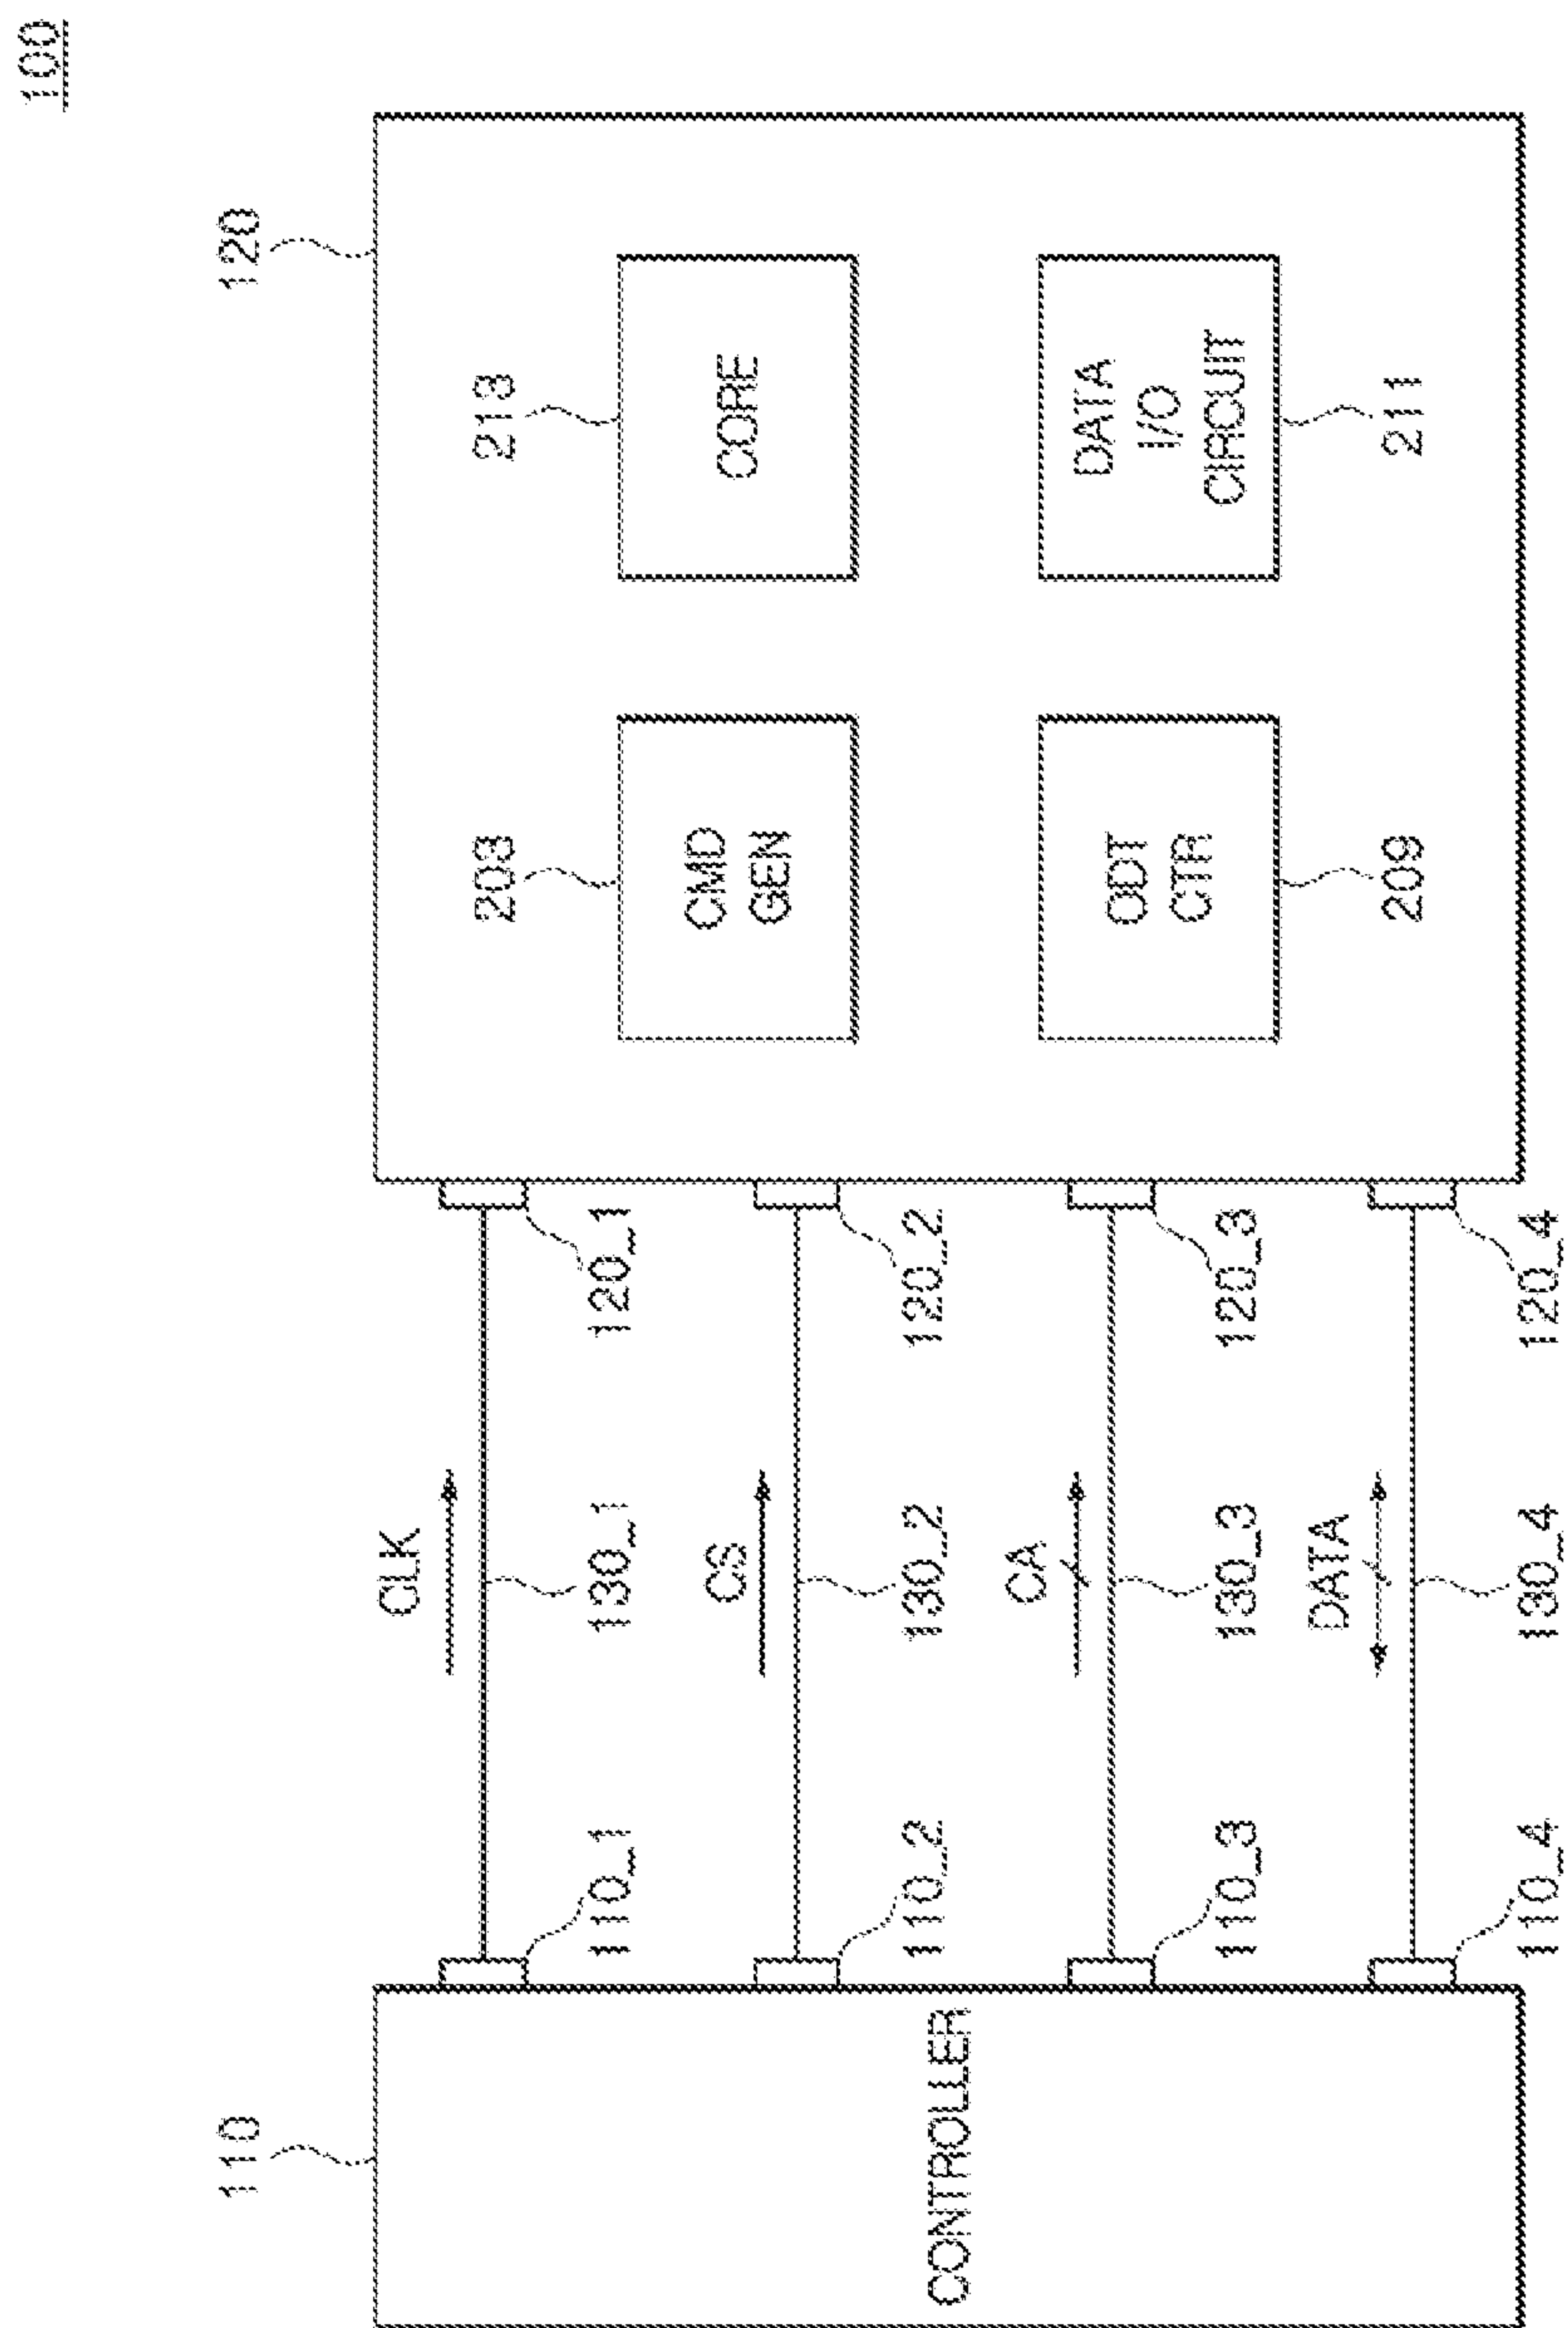 100
110
120
CONTROLLER
110_1
CLK
130_1
120_1
110_2
CS
130_2
120_2
110_3
CA
130_3
120_3
110_4
DATA
130_4
120_4
203
CMD
GEN
213
CORE
ODT
CTR
209
DATA
I/O
CIRCUIT
211